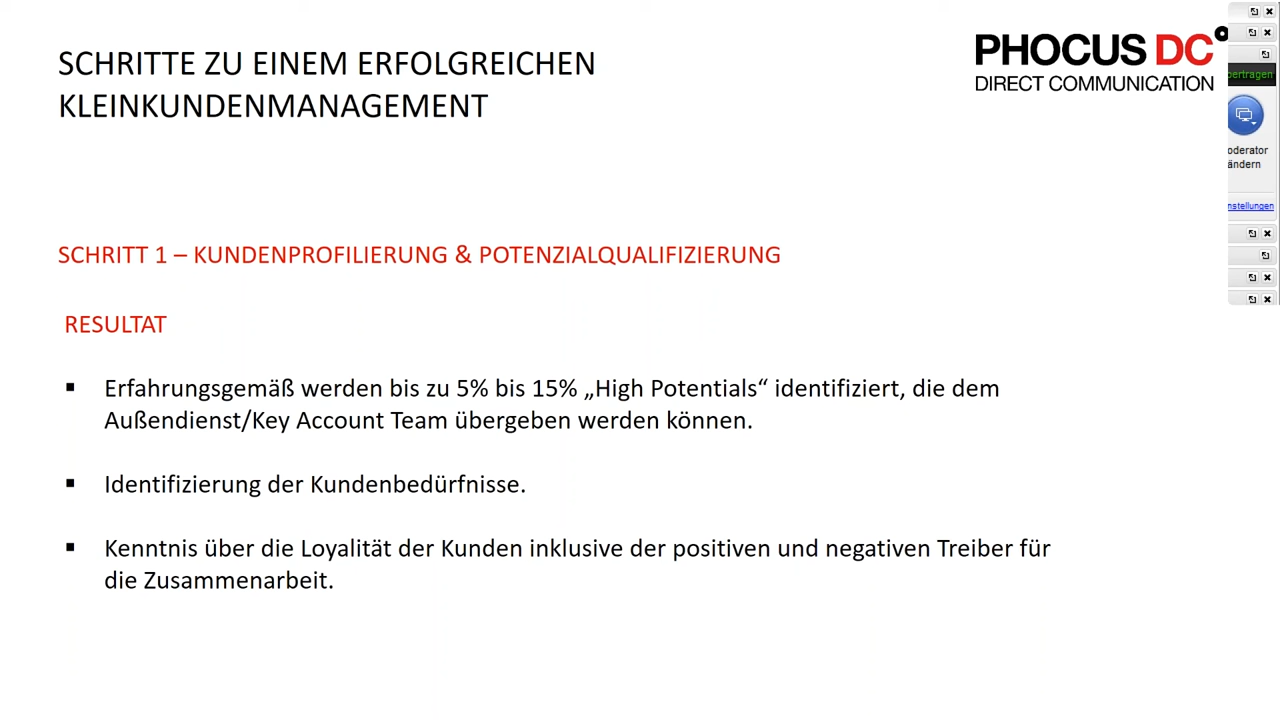 SCHRITTE ZU EINEM ERFOLGREICHEN
KLEINKUNDENMANAGEMENT
PHOCUS DC
DIRECT COMMUNICATION
ändern
SCHRITT 1 – KUNDENPROFILIERUNG & POTENZIALQUALIFIZIERUNG
RESULTAT
▪ Erfahrungsgemäß werden bis zu 5% bis 15% „High Potentials“ identifiziert, die dem
Außendienst/Key Account Team übergeben werden können.
▪ Identifizierung der Kundenbedürfnisse.
▪ Kenntnis über die Loyalität der Kunden inklusive der positiven und negativen Treiber für
die Zusammenarbeit.